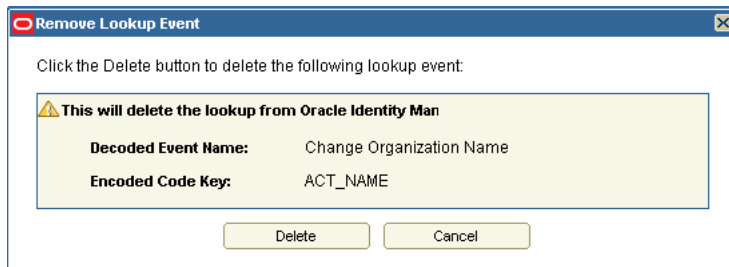 Remove Lookup Event
Click the Delete button to delete the following lookup event:
This will delete the lookup from Oracle Identity Man
Decoded Event Name: Change Organization Name
Encoded Code Key: ACT_NAME
Delete Cancel